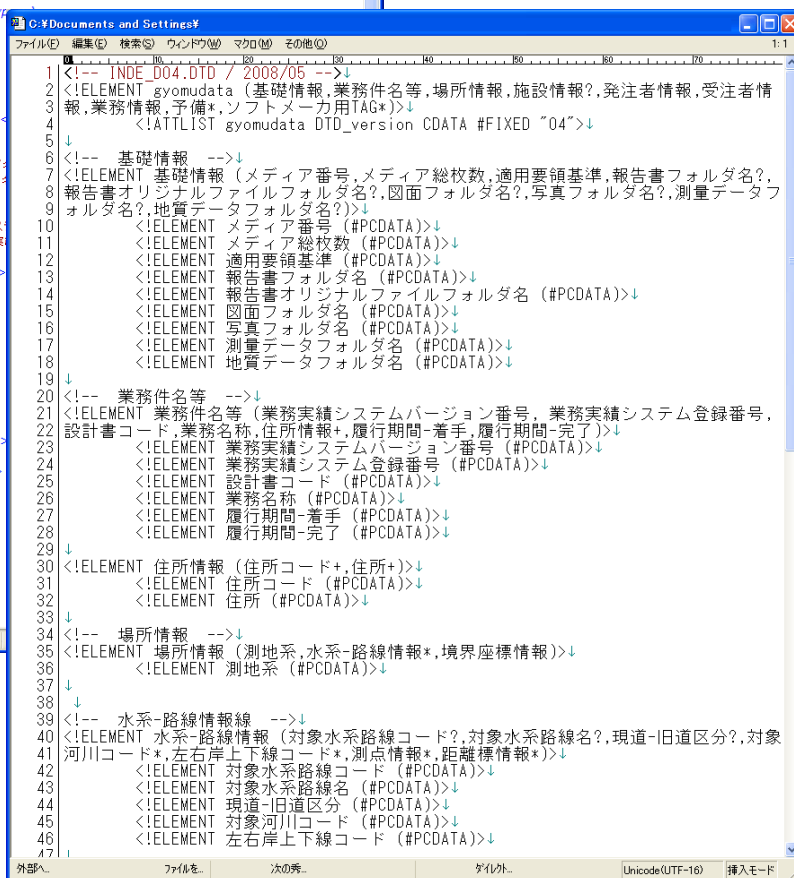 C:¥Documents and Settings¥
ファイル(F) 編集(E) 検索(S) ウィンドウ(W) マクロ(M) その他(O) 1: 1
0 10 20 30 40 50 60 70
1 <!-- INDE_D04.DTD / 2008/05 -->↓
2 <!ELEMENT gyomudata (基礎情報,業務件名等,場所情報,施設情報?,発注者情報,受注者情
3 報,業務情報,予備*,ソフトメーカ用TAG*)>↓
4 <!ATTLIST gyomudata DTD_version CDATA #FIXED "04">↓
5 ↓
6 <!-- 基礎情報 -->↓
7 <!ELEMENT 基礎情報 (メディア番号,メディア総枚数,適用要領基準,報告書フォルダ名?,
8 報告書オリジナルファイルフォルダ名?,図面フォルダ名?,写真フォルダ名?,測量データフ
9 ォルダ名?,地質データフォルダ名?)>↓
10 <!ELEMENT メディア番号 (#PCDATA)>↓
11 <!ELEMENT メディア総枚数 (#PCDATA)>↓
12 <!ELEMENT 適用要領基準 (#PCDATA)>↓
13 <!ELEMENT 報告書フォルダ名 (#PCDATA)>↓
14 <!ELEMENT 報告書オリジナルファイルフォルダ名 (#PCDATA)>↓
15 <!ELEMENT 図面フォルダ名 (#PCDATA)>↓
16 <!ELEMENT 写真フォルダ名 (#PCDATA)>↓
17 <!ELEMENT 測量データフォルダ名 (#PCDATA)>↓
18 <!ELEMENT 地質データフォルダ名 (#PCDATA)>↓
19 ↓
20 <!-- 業務件名等 -->↓
21 <!ELEMENT 業務件名等 (業務実績システムバージョン番号, 業務実績システム登録番号,
22 設計書コード,業務名称,住所情報+,履行期間-着手,履行期間-完了)>↓
23 <!ELEMENT 業務実績システムバージョン番号 (#PCDATA)>↓
24 <!ELEMENT 業務実績システム登録番号 (#PCDATA)>↓
25 <!ELEMENT 設計書コード (#PCDATA)>↓
26 <!ELEMENT 業務名称 (#PCDATA)>↓
27 <!ELEMENT 履行期間-着手 (#PCDATA)>↓
28 <!ELEMENT 履行期間-完了 (#PCDATA)>↓
29 ↓
30 <!ELEMENT 住所情報 (住所コード+,住所+)>↓
31 <!ELEMENT 住所コード (#PCDATA)>↓
32 <!ELEMENT 住所 (#PCDATA)>↓
33 ↓
34 <!-- 場所情報 -->↓
35 <!ELEMENT 場所情報 (測地系,水系-路線情報*,境界座標情報)>↓
36 <!ELEMENT 測地系 (#PCDATA)>↓
37 ↓
38 ↓
39 <!-- 水系-路線情報線 -->↓
40 <!ELEMENT 水系-路線情報 (対象水系路線コード?,対象水系路線名?,現道-旧道区分?,対象
41 河川コード*,左右岸上下線コード*,測点情報*,距離標情報*)>↓
42 <!ELEMENT 対象水系路線コード (#PCDATA)>↓
43 <!ELEMENT 対象水系路線名 (#PCDATA)>↓
44 <!ELEMENT 現道-旧道区分 (#PCDATA)>↓
45 <!ELEMENT 対象河川コード (#PCDATA)>↓
46 <!ELEMENT 左右岸上下線コード (#PCDATA)>↓
47 ↓
外部へ... ファイルを... 次の秀... ダイレクト... Unicode(UTF-16) 挿入モード